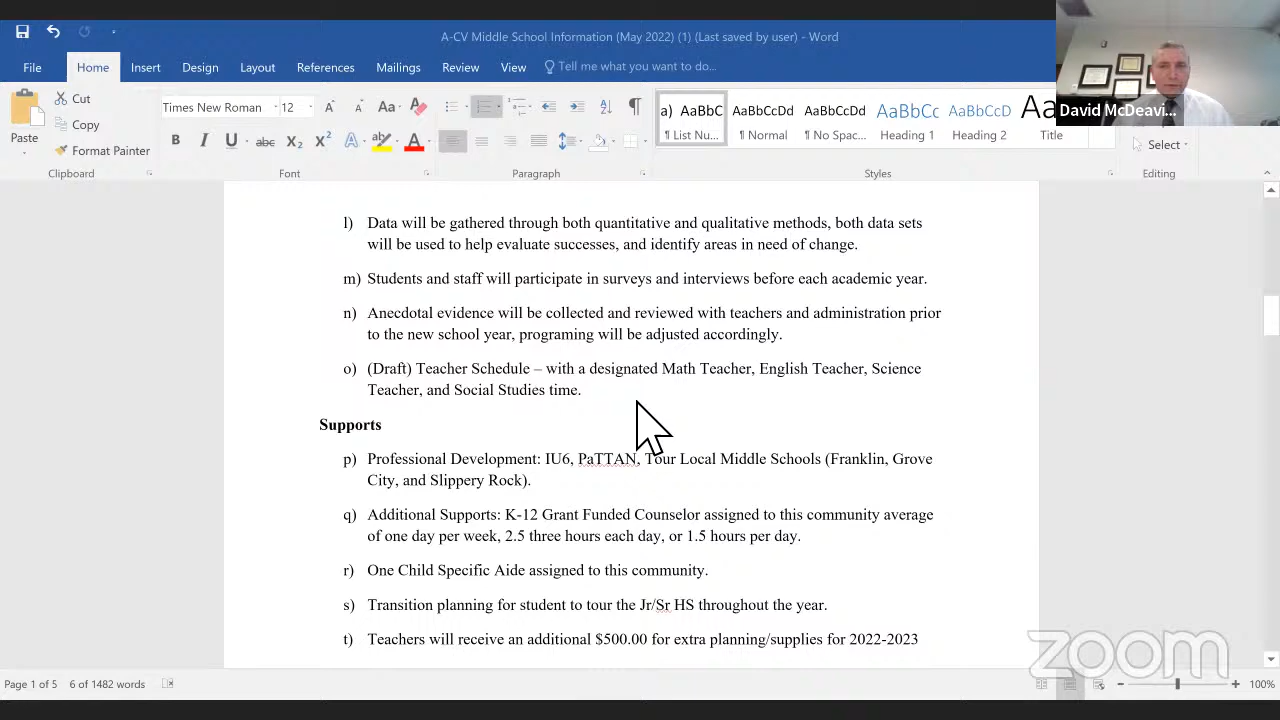 A-CV Middle School Information (May 2022) (1) (Last saved by user) - Word
File Home Insert Design Layout References Mailings Review View Tell me what you want to do...
David McDeavi...
Paste
Cut
Copy
Format Painter
Times New Roman 12
Aa
B I U abc X2 X2 A A
a) AaBbC AaBbCcDd AaBbCcDd AaBbCc AaBbCcD Aa
¶ List Nu... ¶ Normal ¶ No Spac... Heading 1 Heading 2 Title
Select
Clipboard Font Paragraph Styles Editing
l) Data will be gathered through both quantitative and qualitative methods, both data sets
will be used to help evaluate successes, and identify areas in need of change.
m) Students and staff will participate in surveys and interviews before each academic year.
n) Anecdotal evidence will be collected and reviewed with teachers and administration prior
to the new school year, programing will be adjusted accordingly.
o) (Draft) Teacher Schedule – with a designated Math Teacher, English Teacher, Science
Teacher, and Social Studies time.
Supports
p) Professional Development: IU6, PaTTAN, Tour Local Middle Schools (Franklin, Grove
City, and Slippery Rock).
q) Additional Supports: K-12 Grant Funded Counselor assigned to this community average
of one day per week, 2.5 three hours each day, or 1.5 hours per day.
r) One Child Specific Aide assigned to this community.
s) Transition planning for student to tour the Jr/Sr HS throughout the year.
t) Teachers will receive an additional $500.00 for extra planning/supplies for 2022-2023
zoom
Page 1 of 5 6 of 1482 words 100%